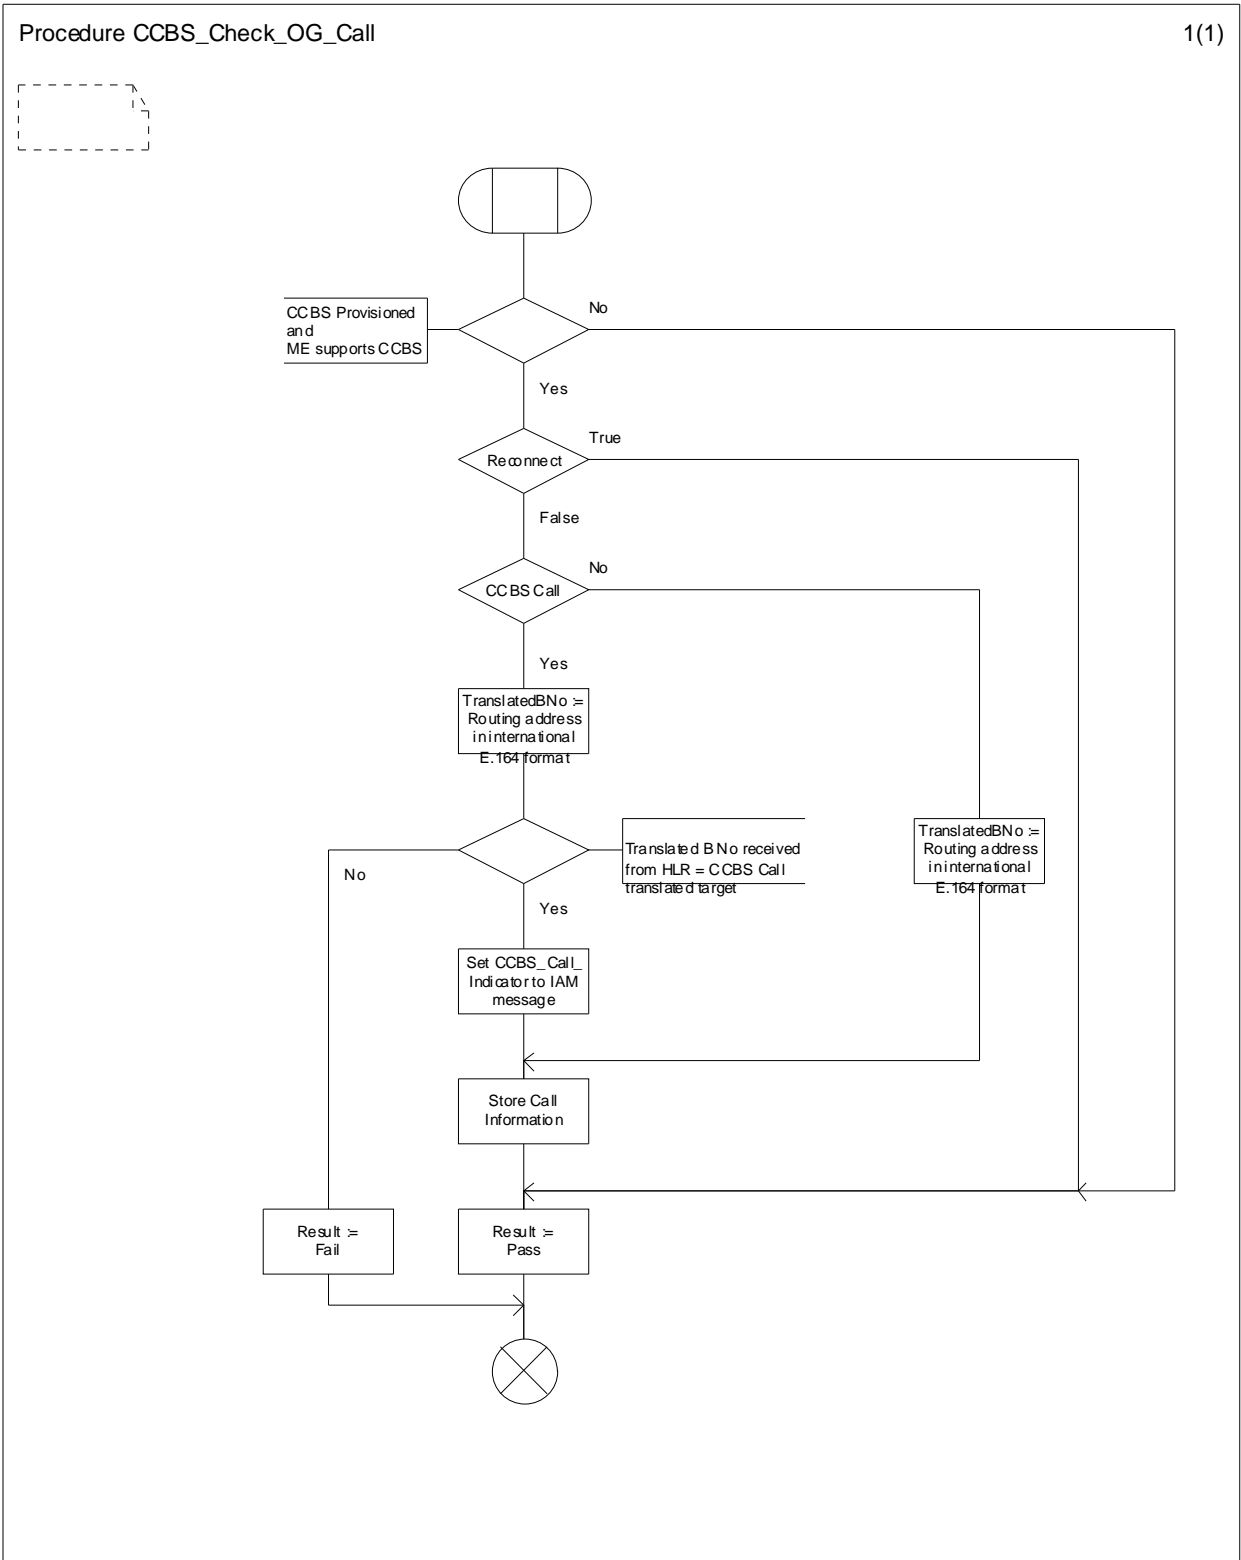 Procedure CCBS_Check_OG_Call
1(1)
No
CCBS Provisioned
and
ME supports CCBS
Yes
True
Reconnect
False
No
CCBS Call
Yes
TranslatedBNo :=
Routing address
in international
E.164 format
Translated BNo received
from HLR = CCBS Call
translated target
TranslatedBNo :=
Routing address
in international
E.164 format
No
Yes
Set CCBS_Call_
Indicator to IAM
message
Store Call
Information
Result :=
Fail
Result :=
Pass